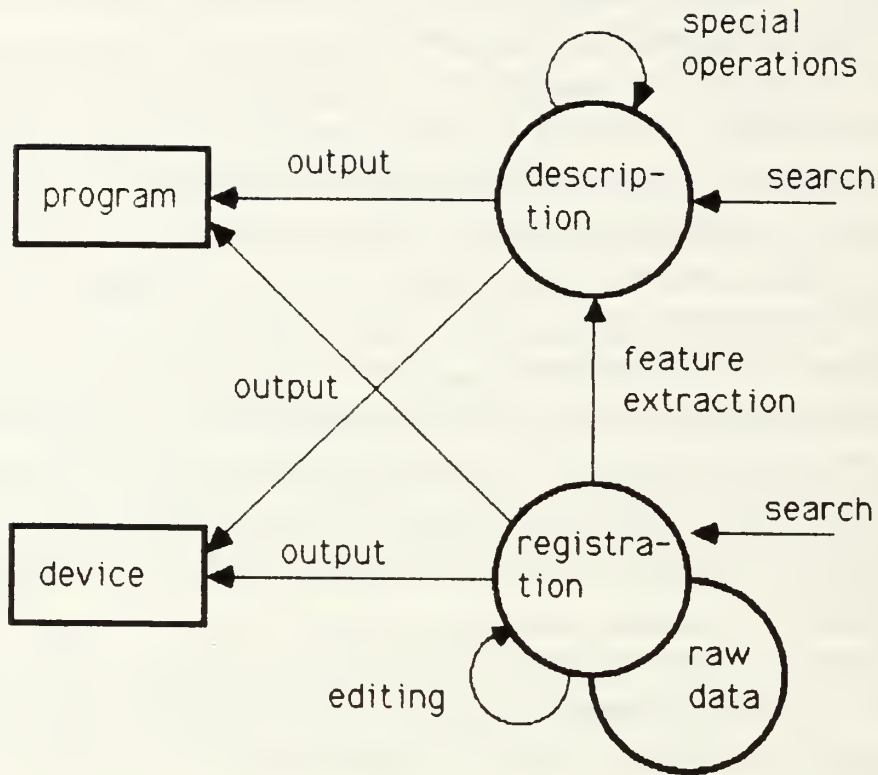 special
operations
output
program
descrip-
tion
search
feature
extraction
output
search
output
registra-
tion
device
raw
data
editing